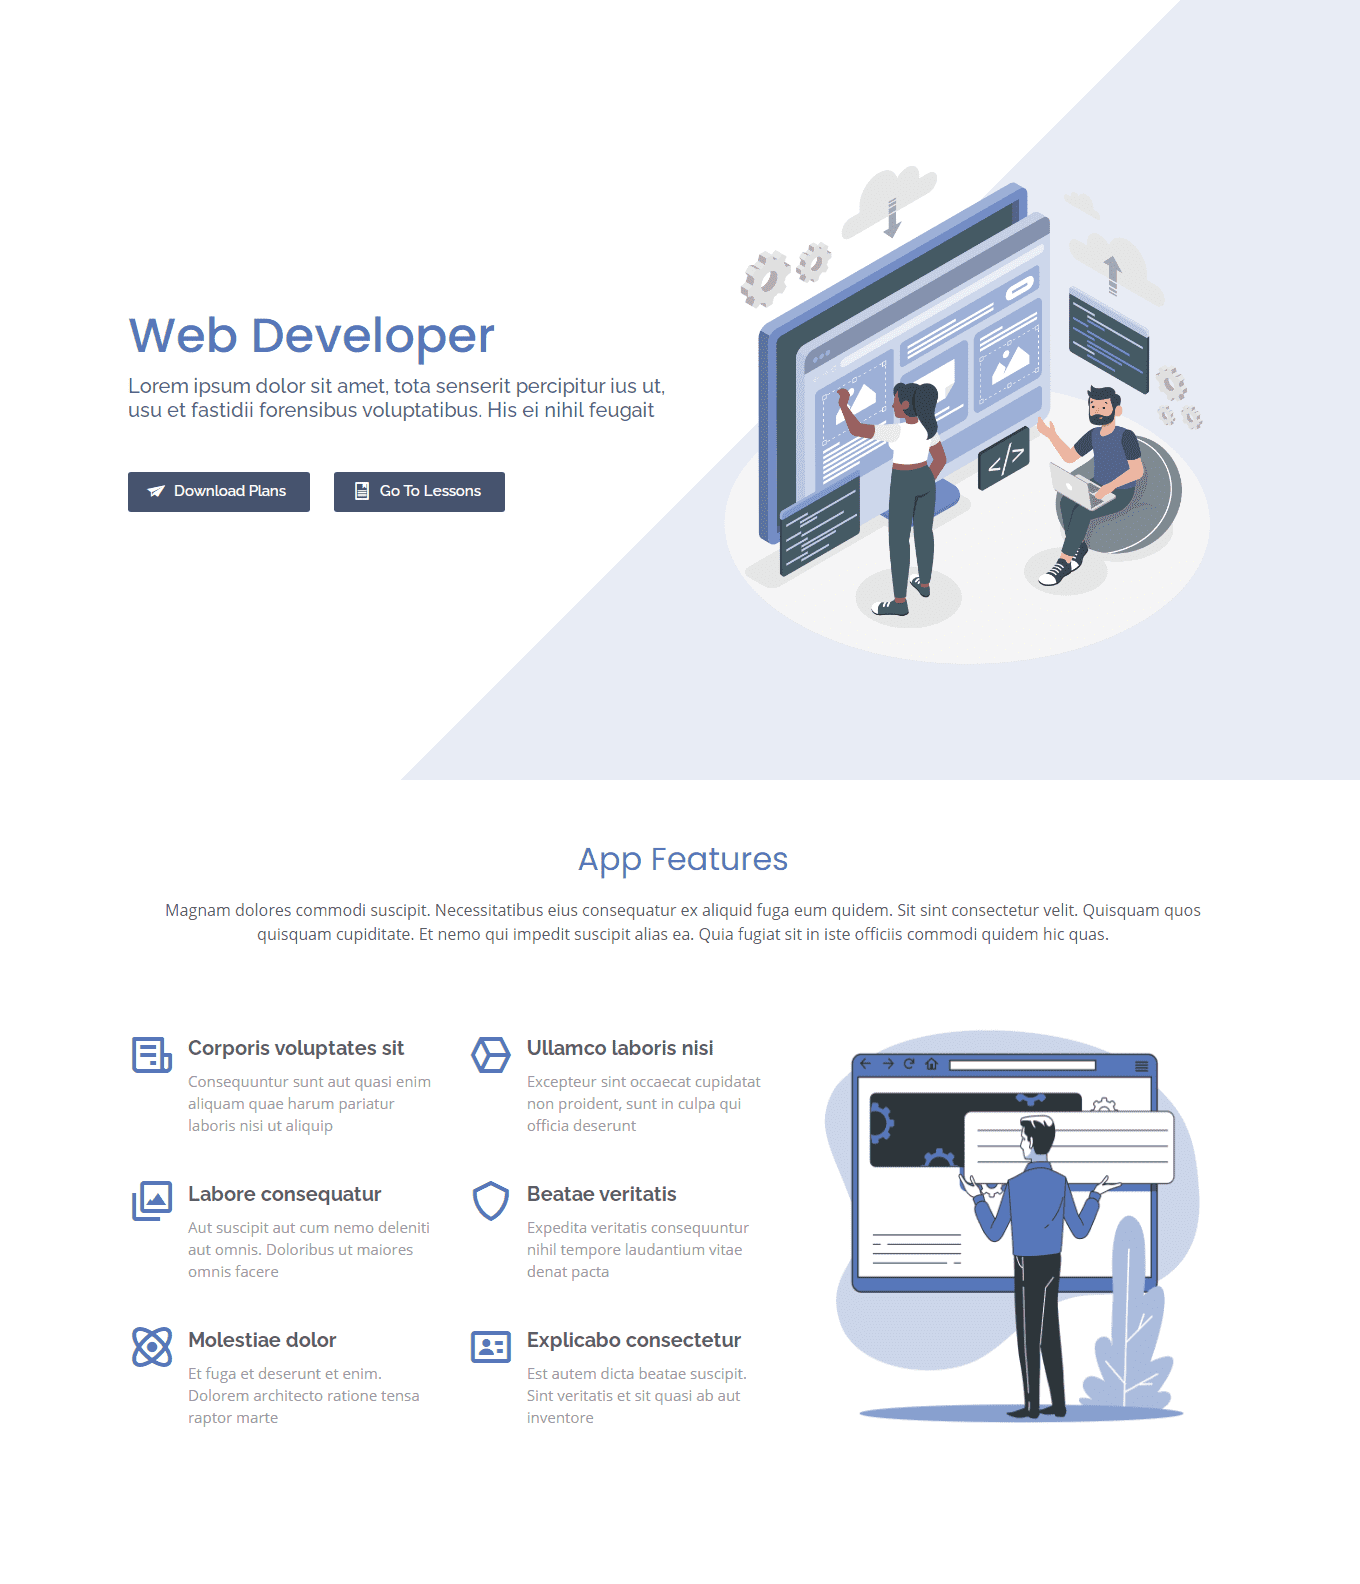 Web Developer
Lorem ipsum dolor sit amet, tota senserit percipitur ius ut,
usu et fastidii forensibus voluptatibus. His ei nihil feugait
Download Plans
Go To Lessons
</>
App Features
Magnam dolores commodi suscipit. Necessitatibus eius consequatur ex aliquid fuga eum quidem. Sit sint consectetur velit. Quisquam quos
quisquam cupiditate. Et nemo qui impedit suscipit alias ea. Quia fugiat sit in iste officiis commodi quidem hic quas.
Corporis voluptates sit
Consequuntur sunt aut quasi enim
aliquam quae harum pariatur
laboris nisi ut aliquip
Ullamco laboris nisi
Excepteur sint occaecat cupidatat
non proident, sunt in culpa qui
officia deserunt
Labore consequatur
Aut suscipit aut cum nemo deleniti
aut omnis. Doloribus ut maiores
omnis facere
Beatae veritatis
Expedita veritatis consequuntur
nihil tempore laudantium vitae
denat pacta
Molestiae dolor
Et fuga et deserunt et enim.
Dolorem architecto ratione tensa
raptor marte
Explicabo consectetur
Est autem dicta beatae suscipit.
Sint veritatis et sit quasi ab aut
inventore